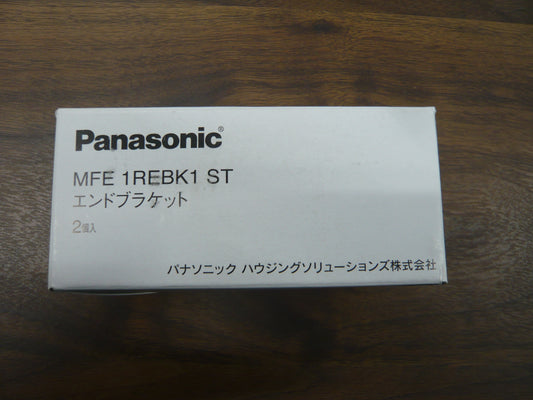 Panasonic®
MFE 1REBK1 ST
エンドブラケット
2個入
パナソニック ハウジングソリューションズ株式会社